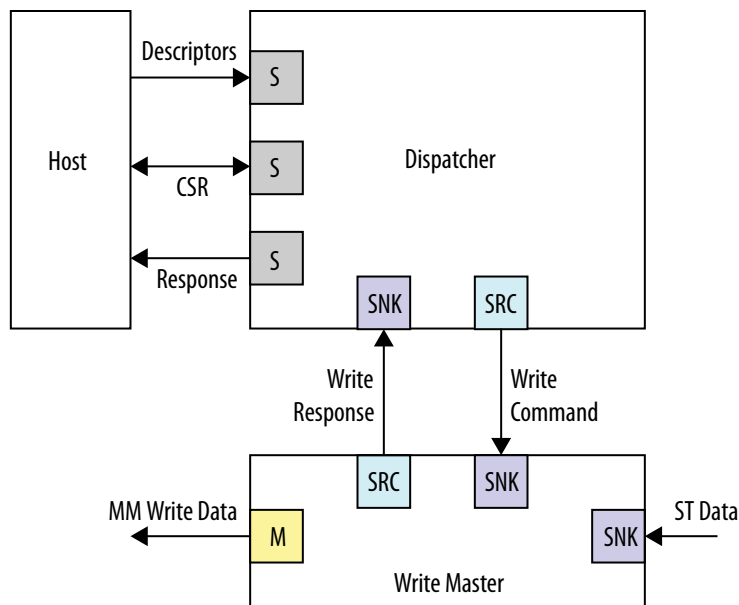 Descriptors
S
Host
S
Dispatcher
CSR
S
Response
SNK
SRC
Write
Response
Write
Command
SRC
SNK
MM Write Data
M
SNK
ST Data
Write Master